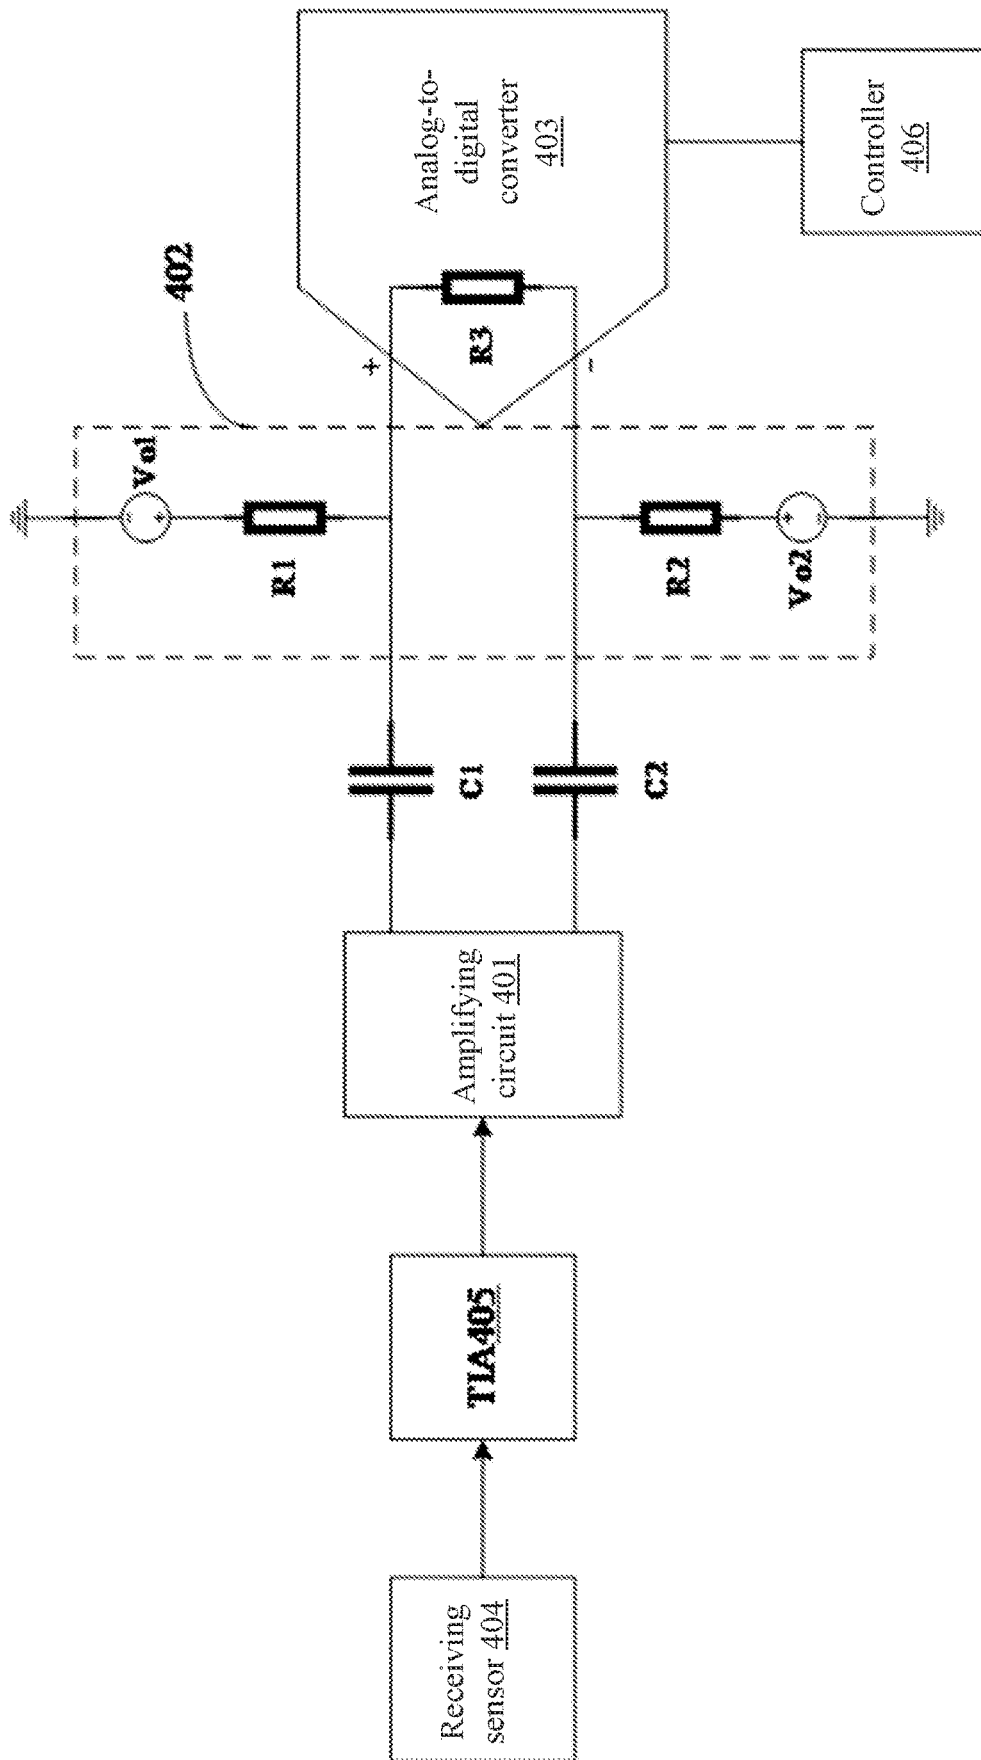 Receiving
sensor 404
TIA405
Amplifying
circuit 401
C1
C2
402
Vo1
R1
R2
Vo2
+
-
R3
Analog-to-
digital
converter
403
Controller
406